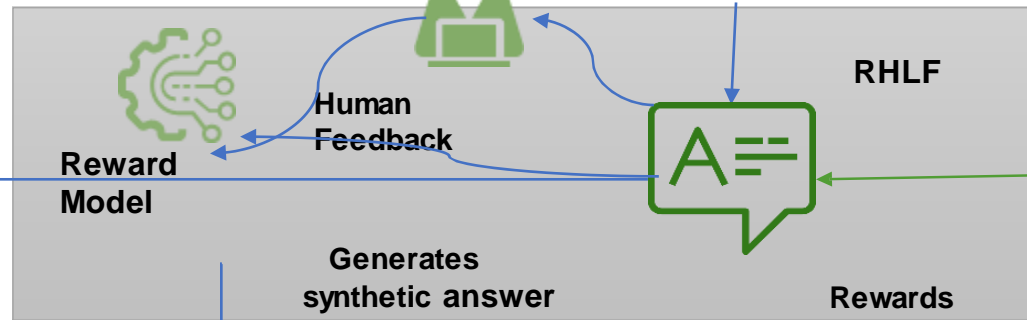 RHLF
Human
Feedback
Reward
Model
A
Generates
synthetic answer
Rewards